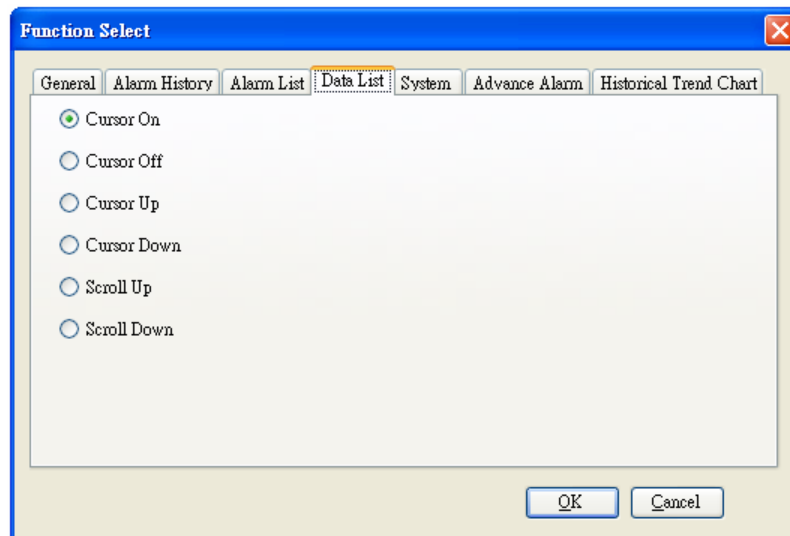 Function Select
General Alarm History Alarm List Data List System Advance Alarm Historical Trend Chart
Cursor On
Cursor Off
Cursor Up
Cursor Down
Scroll Up
Scroll Down
OK Cancel